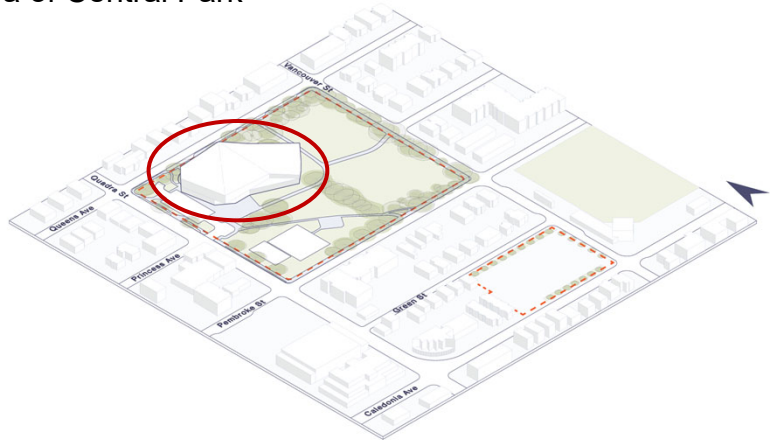 Vancouver St
Quadra St
Queens Ave
Princess Ave
Pembroke St
Green St
Caledonia Ave